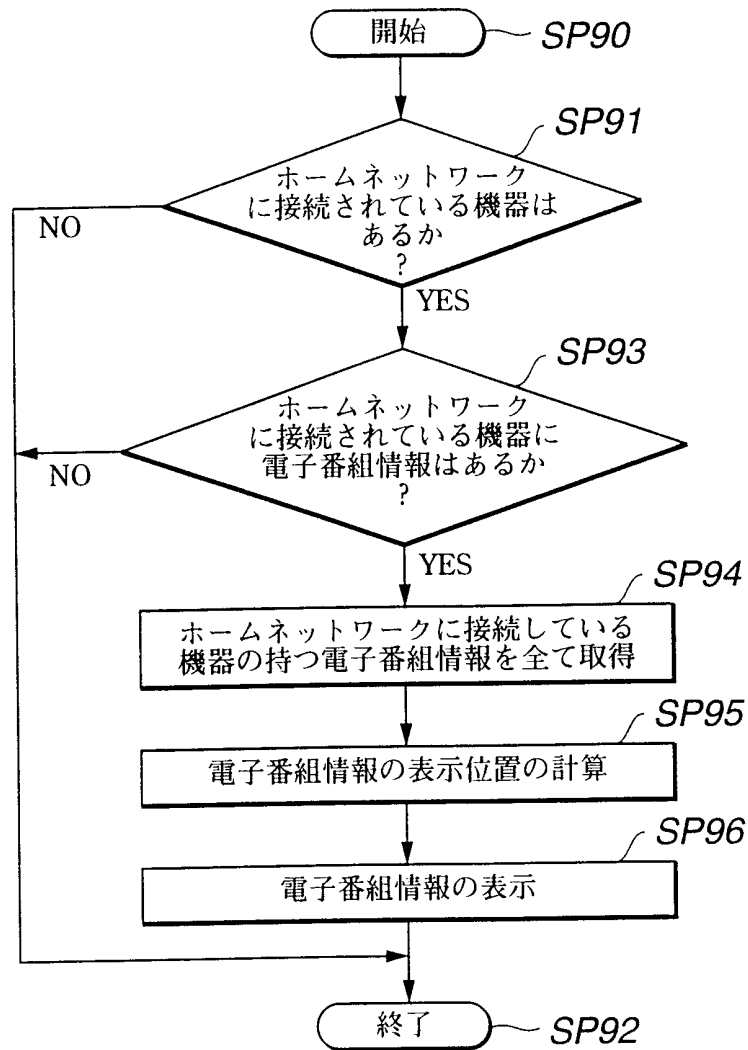 開始
SP90
SP91
ホームネットワーク
に接続されている機器は
あるか
?
NO
YES
SP93
ホームネットワーク
に接続されている機器に
電子番組情報はあるか
?
NO
YES
SP94
ホームネットワークに接続している
機器の持つ電子番組情報を全て取得
SP95
電子番組情報の表示位置の計算
SP96
電子番組情報の表示
終了
SP92